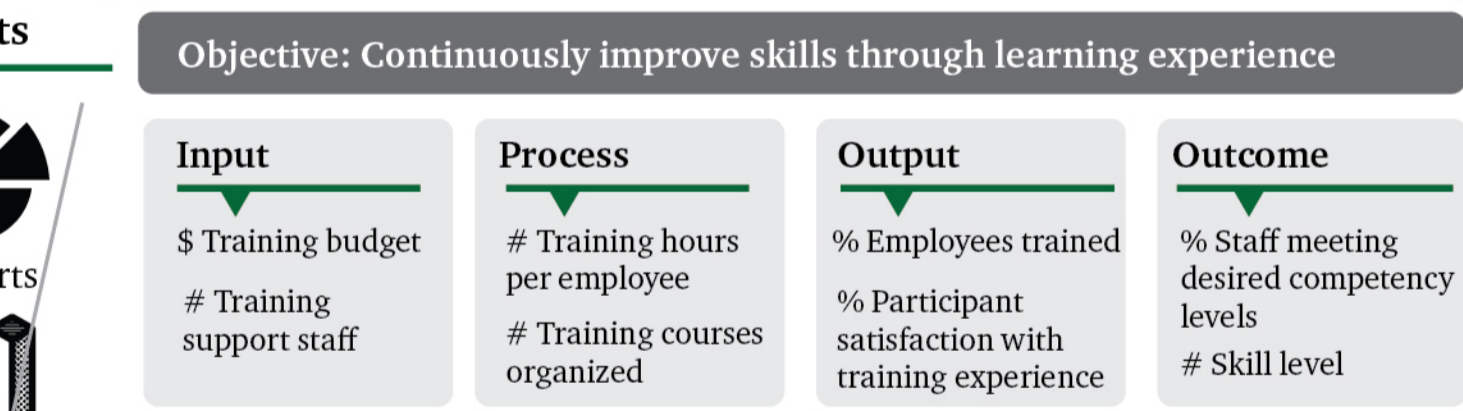 ts
Objective: Continuously improve skills through learning experience
Input
$ Training budget
# Training
support staff
Process
# Training hours
per employee
# Training courses
organized
Output
% Employees trained
% Participant
satisfaction with
training experience
Outcome
% Staff meeting
desired competency
levels
# Skill level
rts